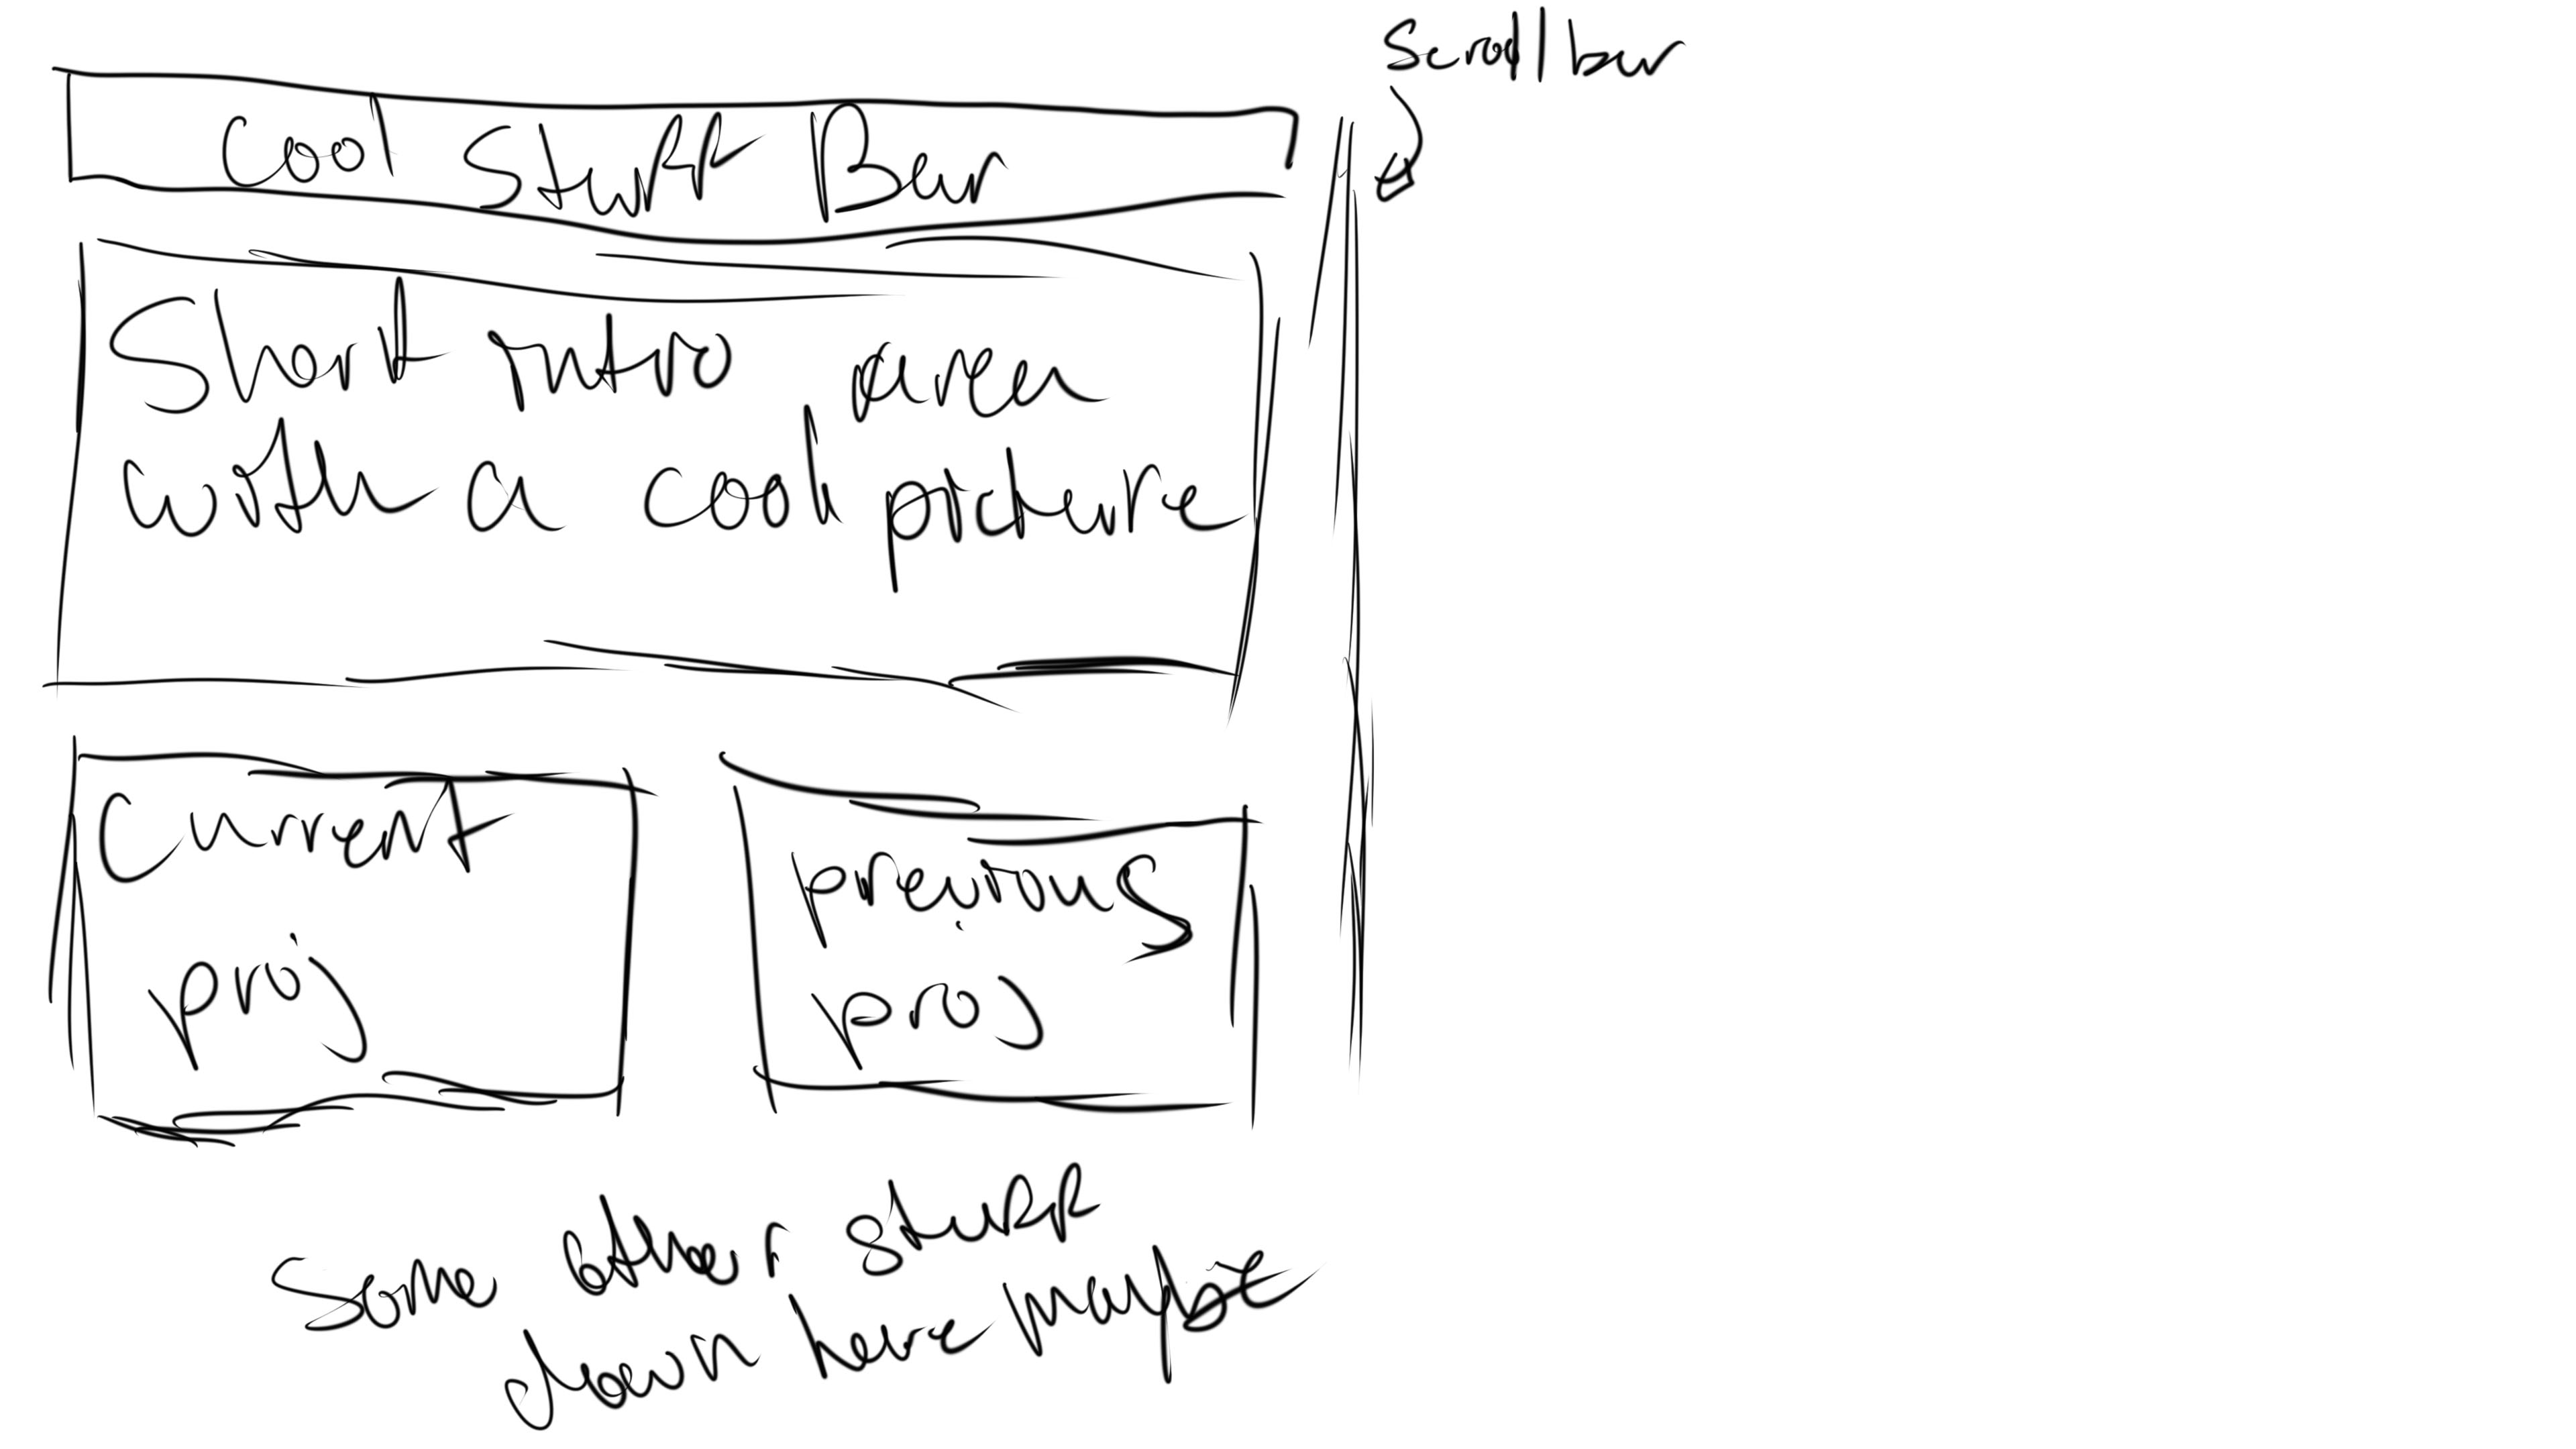 Scroll bar
Cool Stuff Bar
Short intro area
with a cool picture
Current
proj
previous
proj
Some other stuff
down here maybe